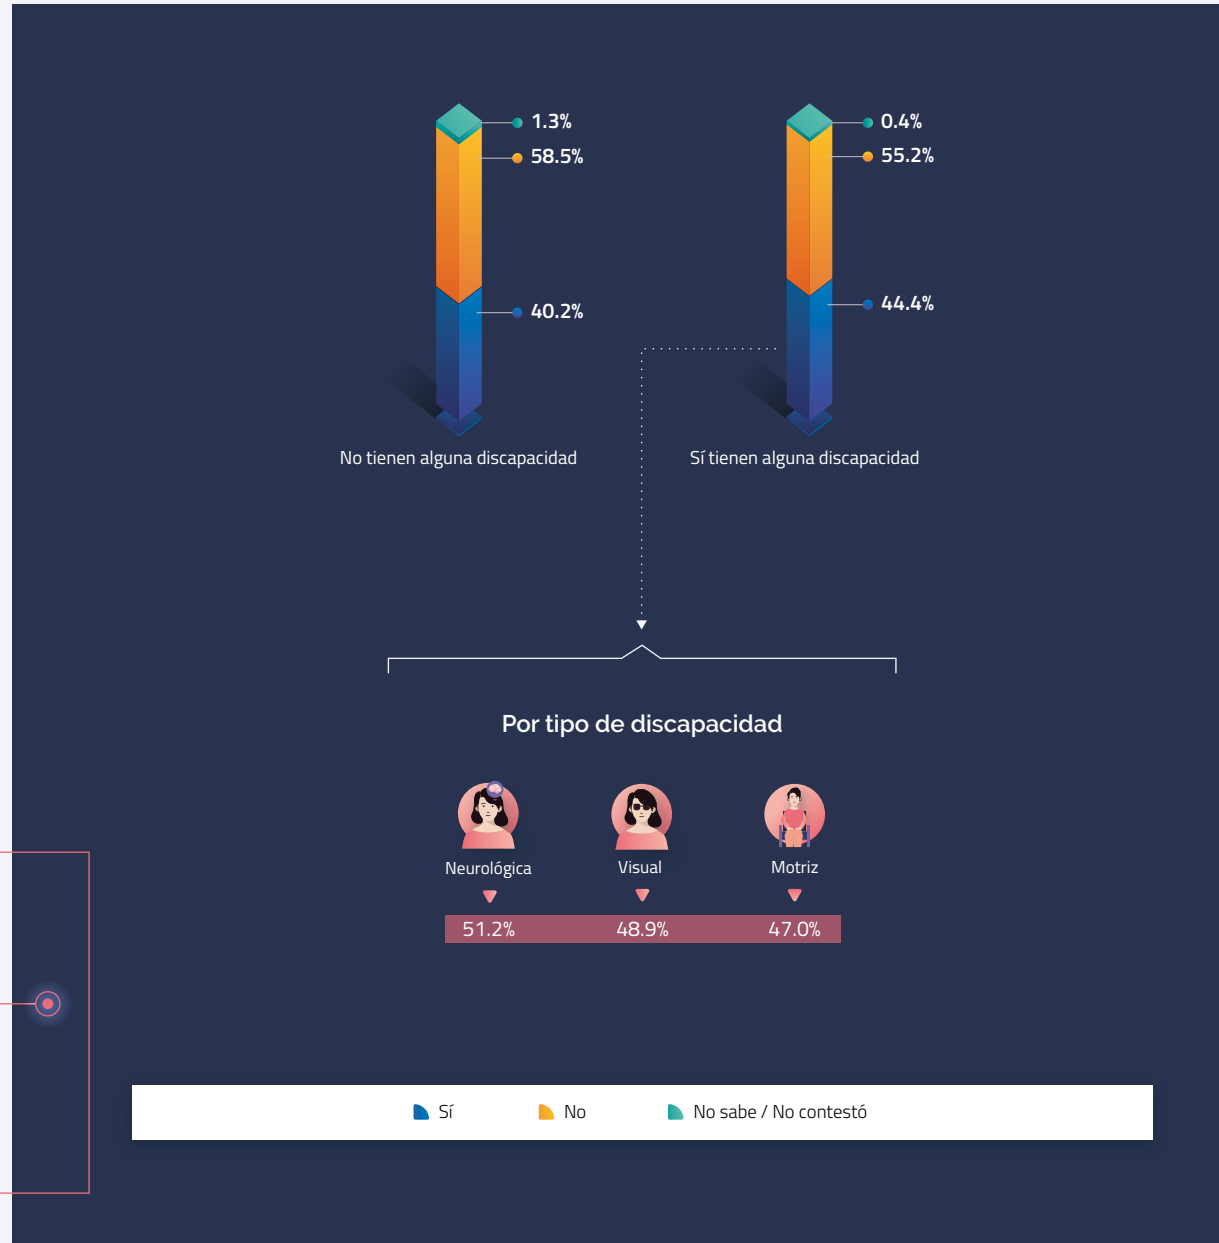 1.3%
58.5%
40.2%
No tienen alguna discapacidad
0.4%
55.2%
44.4%
Sí tienen alguna discapacidad
Por tipo de discapacidad
Neurológica
Visual
Motriz
51.2%
48.9%
47.0%
Sí
No
No sabe / No contestó